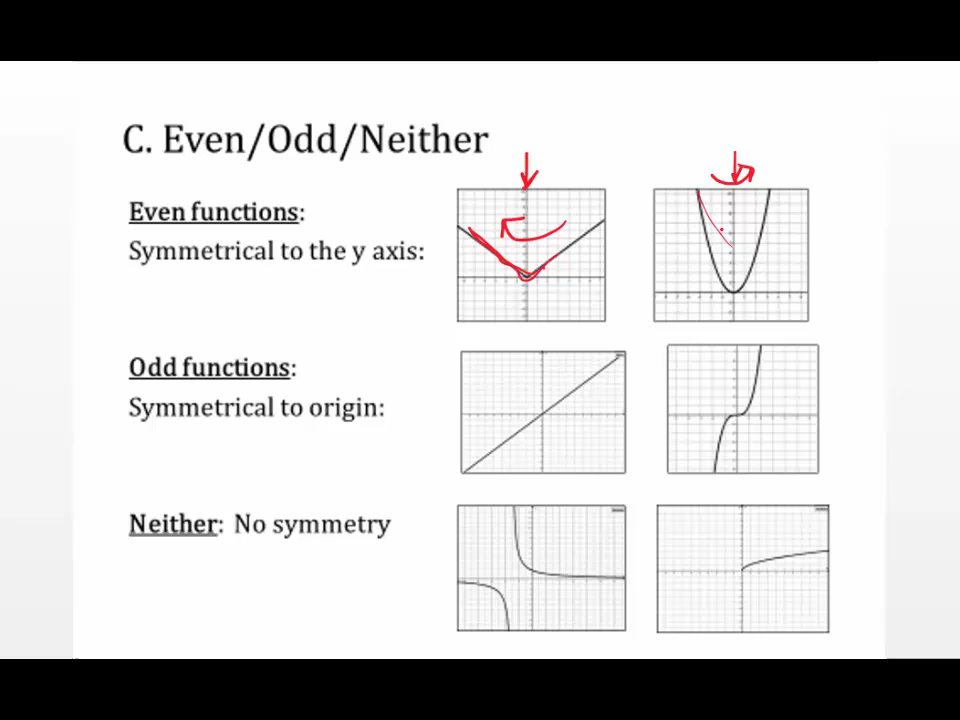 C. Even/Odd/Neither
Even functions:
Symmetrical to the y axis:
Odd functions:
Symmetrical to origin:
Neither: No symmetry